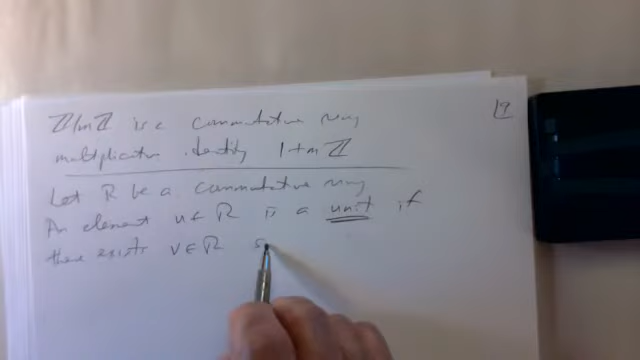 19
ℤ/mℤ is a commutative ring
multiplicative identity 1+mℤ
Let R be a commutative ring
An element u ∈ R is a unit if
there exists v ∈ R s